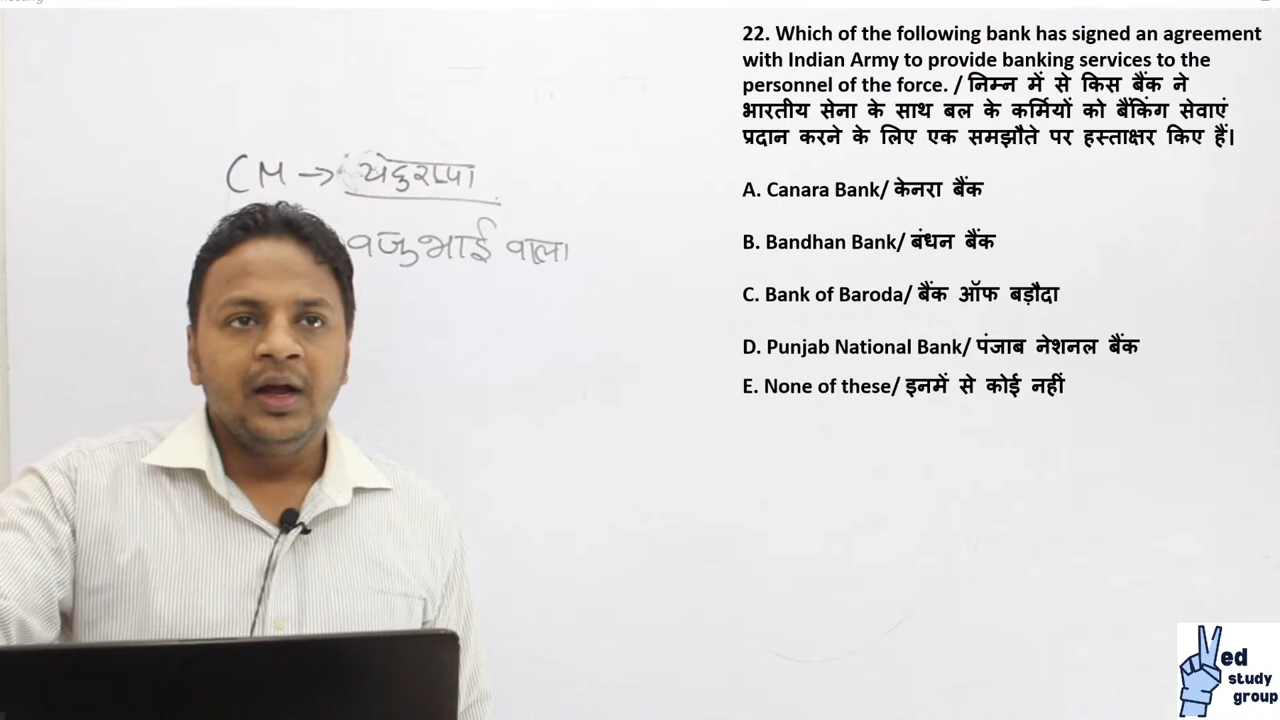 22. Which of the following bank has signed an agreement
with Indian Army to provide banking services to the
personnel of the force. / निम्न में से किस बैंक ने
भारतीय सेना के साथ बल के कर्मियों को बैंकिंग सेवाएं
प्रदान करने के लिए एक समझौते पर हस्ताक्षर किए हैं।
CM →
वजुभाई वाला
A. Canara Bank/ केनरा बैंक
B. Bandhan Bank/ बंधन बैंक
C. Bank of Baroda/ बैंक ऑफ बड़ौदा
D. Punjab National Bank/ पंजाब नेशनल बैंक
E. None of these/ इनमें से कोई नहीं
Ved
study
group